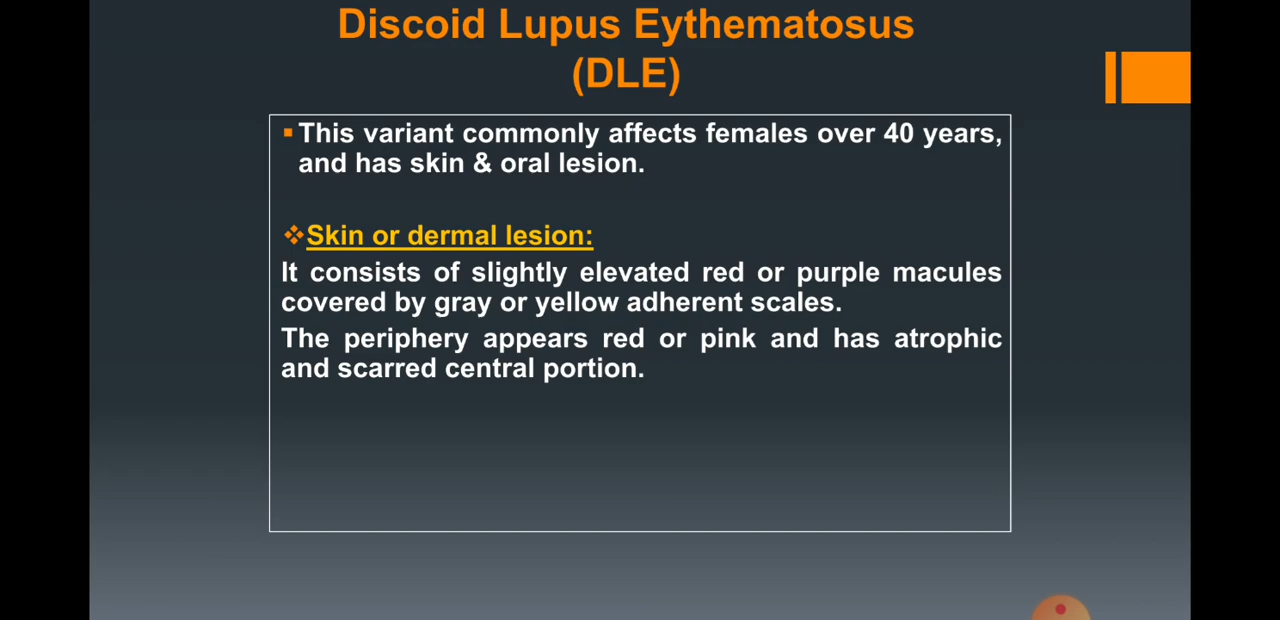 Discoid Lupus Eythematosus
(DLE)
▪ This variant commonly affects females over 40 years,
and has skin & oral lesion.
❖ Skin or dermal lesion:
It consists of slightly elevated red or purple macules
covered by gray or yellow adherent scales.
The periphery appears red or pink and has atrophic
and scarred central portion.